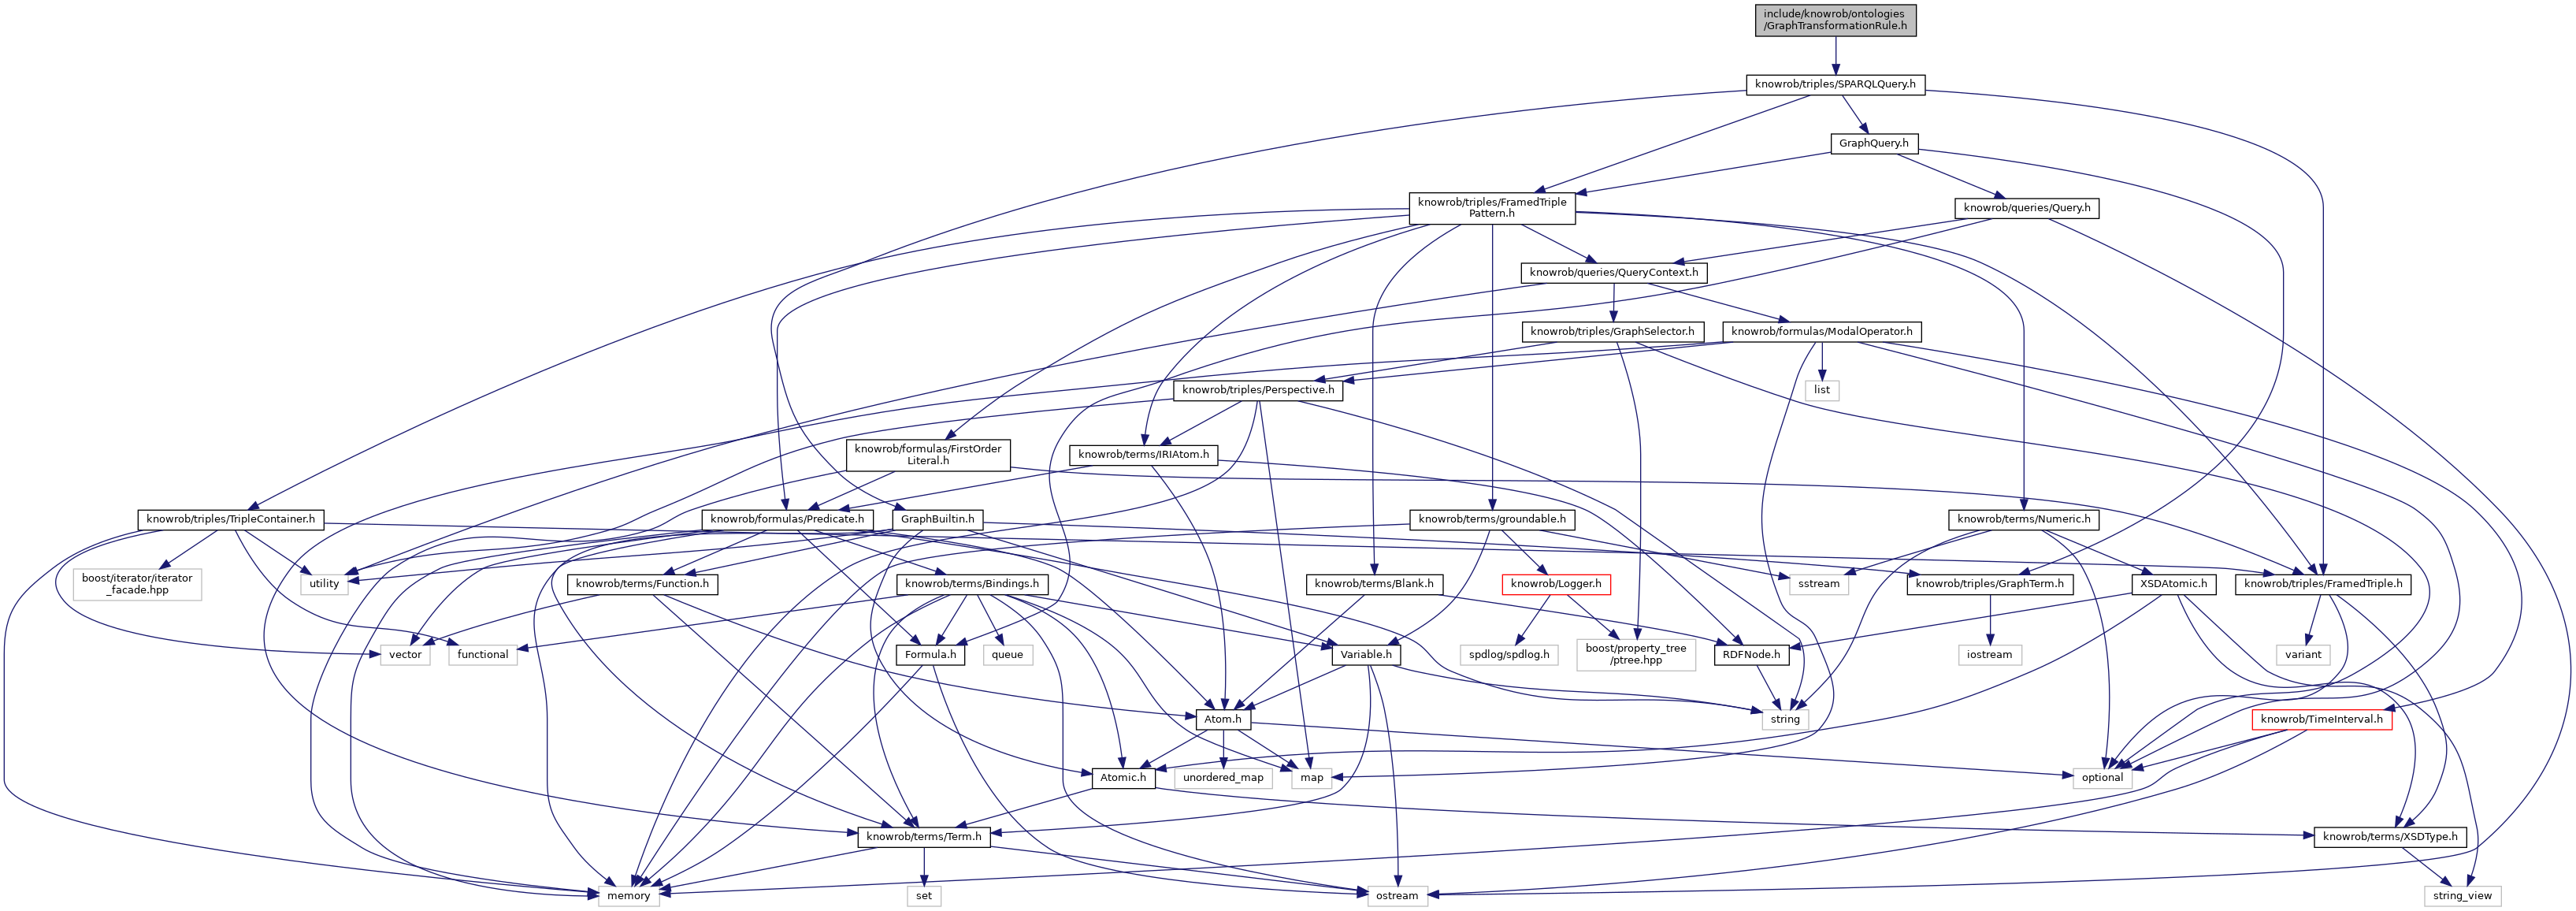 include/knowrob/ontologies
/GraphTransformationRule.h
knowrob/triples/SPARQLQuery.h
GraphQuery.h
knowrob/triples/FramedTriple
Pattern.h
knowrob/queries/Query.h
knowrob/queries/QueryContext.h
knowrob/triples/GraphSelector.h
knowrob/formulas/ModalOperator.h
knowrob/triples/Perspective.h
list
knowrob/formulas/FirstOrder
Literal.h
knowrob/terms/IRIAtom.h
knowrob/triples/TripleContainer.h
knowrob/formulas/Predicate.h
GraphBuiltin.h
knowrob/terms/groundable.h
knowrob/terms/Numeric.h
boost/iterator/iterator
_facade.hpp
utility
knowrob/terms/Function.h
knowrob/terms/Bindings.h
knowrob/terms/Blank.h
knowrob/Logger.h
sstream
knowrob/triples/GraphTerm.h
XSDAtomic.h
knowrob/triples/FramedTriple.h
vector
functional
Formula.h
queue
Variable.h
spdlog/spdlog.h
boost/property_tree
/ptree.hpp
RDFNode.h
iostream
variant
Atom.h
string
knowrob/TimeInterval.h
Atomic.h
unordered_map
map
optional
knowrob/terms/Term.h
knowrob/terms/XSDType.h
memory
set
ostream
string_view